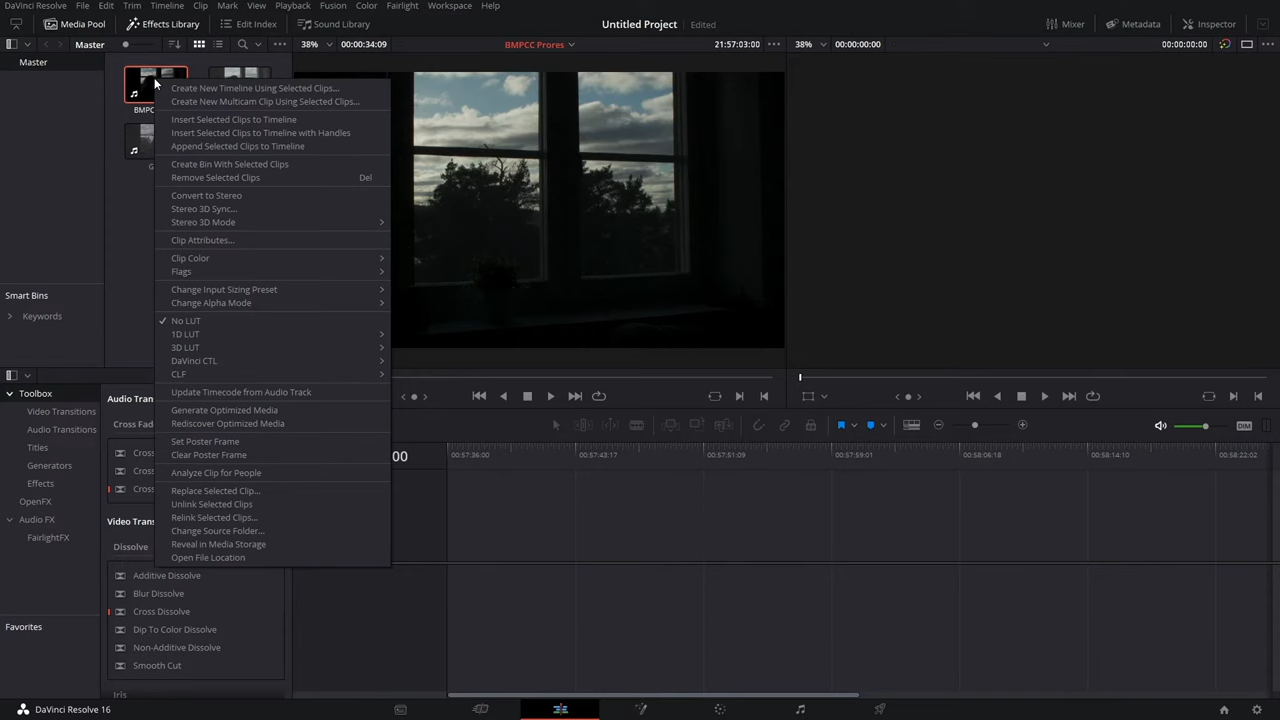 DaVinci Resolve File Edit Trim Timeline Clip Mark View Playback Fusion Color Fairlight Workspace Help
Media Pool Effects Library Edit Index Sound Library Untitled Project Edited Mixer Metadata Inspector
Master 38% 00:00:34:09 BMPCC Prores 21:57:03:00 38% 00:00:00:00 00:00:00:00
Master
BMPC
Create New Timeline Using Selected Clips...
Create New Multicam Clip Using Selected Clips...
Insert Selected Clips to Timeline
Insert Selected Clips to Timeline with Handles
Append Selected Clips to Timeline
Create Bin With Selected Clips
Remove Selected Clips Del
Convert to Stereo
Stereo 3D Sync...
Stereo 3D Mode
Clip Attributes...
Clip Color
Flags
Change Input Sizing Preset
Change Alpha Mode
No LUT
1D LUT
3D LUT
DaVinci CTL
CLF
Update Timecode from Audio Track
Generate Optimized Media
Rediscover Optimized Media
Set Poster Frame
Clear Poster Frame
Analyze Clip for People
Replace Selected Clip...
Unlink Selected Clips
Relink Selected Clips...
Change Source Folder...
Reveal in Media Storage
Open File Location
Smart Bins
Keywords
Toolbox
Video Transitions
Audio Transitions
Titles
Generators
Effects
OpenFX
Audio FX
FairlightFX
Favorites
Audio Tran
Cross Fad
Cross
Cross
Cross
Video Trans
Dissolve
Additive Dissolve
Blur Dissolve
Cross Dissolve
Dip To Color Dissolve
Non-Additive Dissolve
Smooth Cut
Iris
DIM
00 00:57:36:00 00:57:43:17 00:57:51:09 00:57:59:01 00:58:06:18 00:58:14:10 00:58:22:02
DaVinci Resolve 16